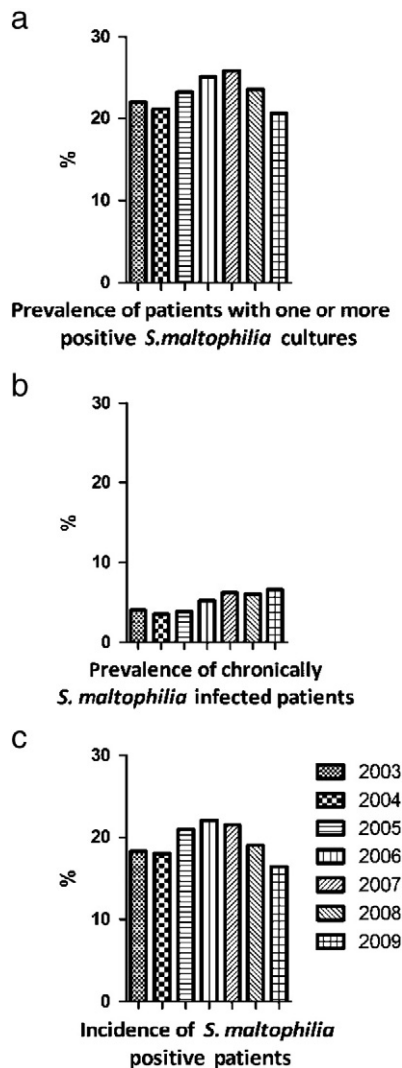 a
30
20
10
0
%
Prevalence of patients with one or more
positive S.maltophilia cultures
b
30
20
10
0
%
Prevalence of chronically
S. maltophilia infected patients
c
30
20
10
0
%
2003
2004
2005
2006
2007
2008
2009
Incidence of S. maltophilia
positive patients